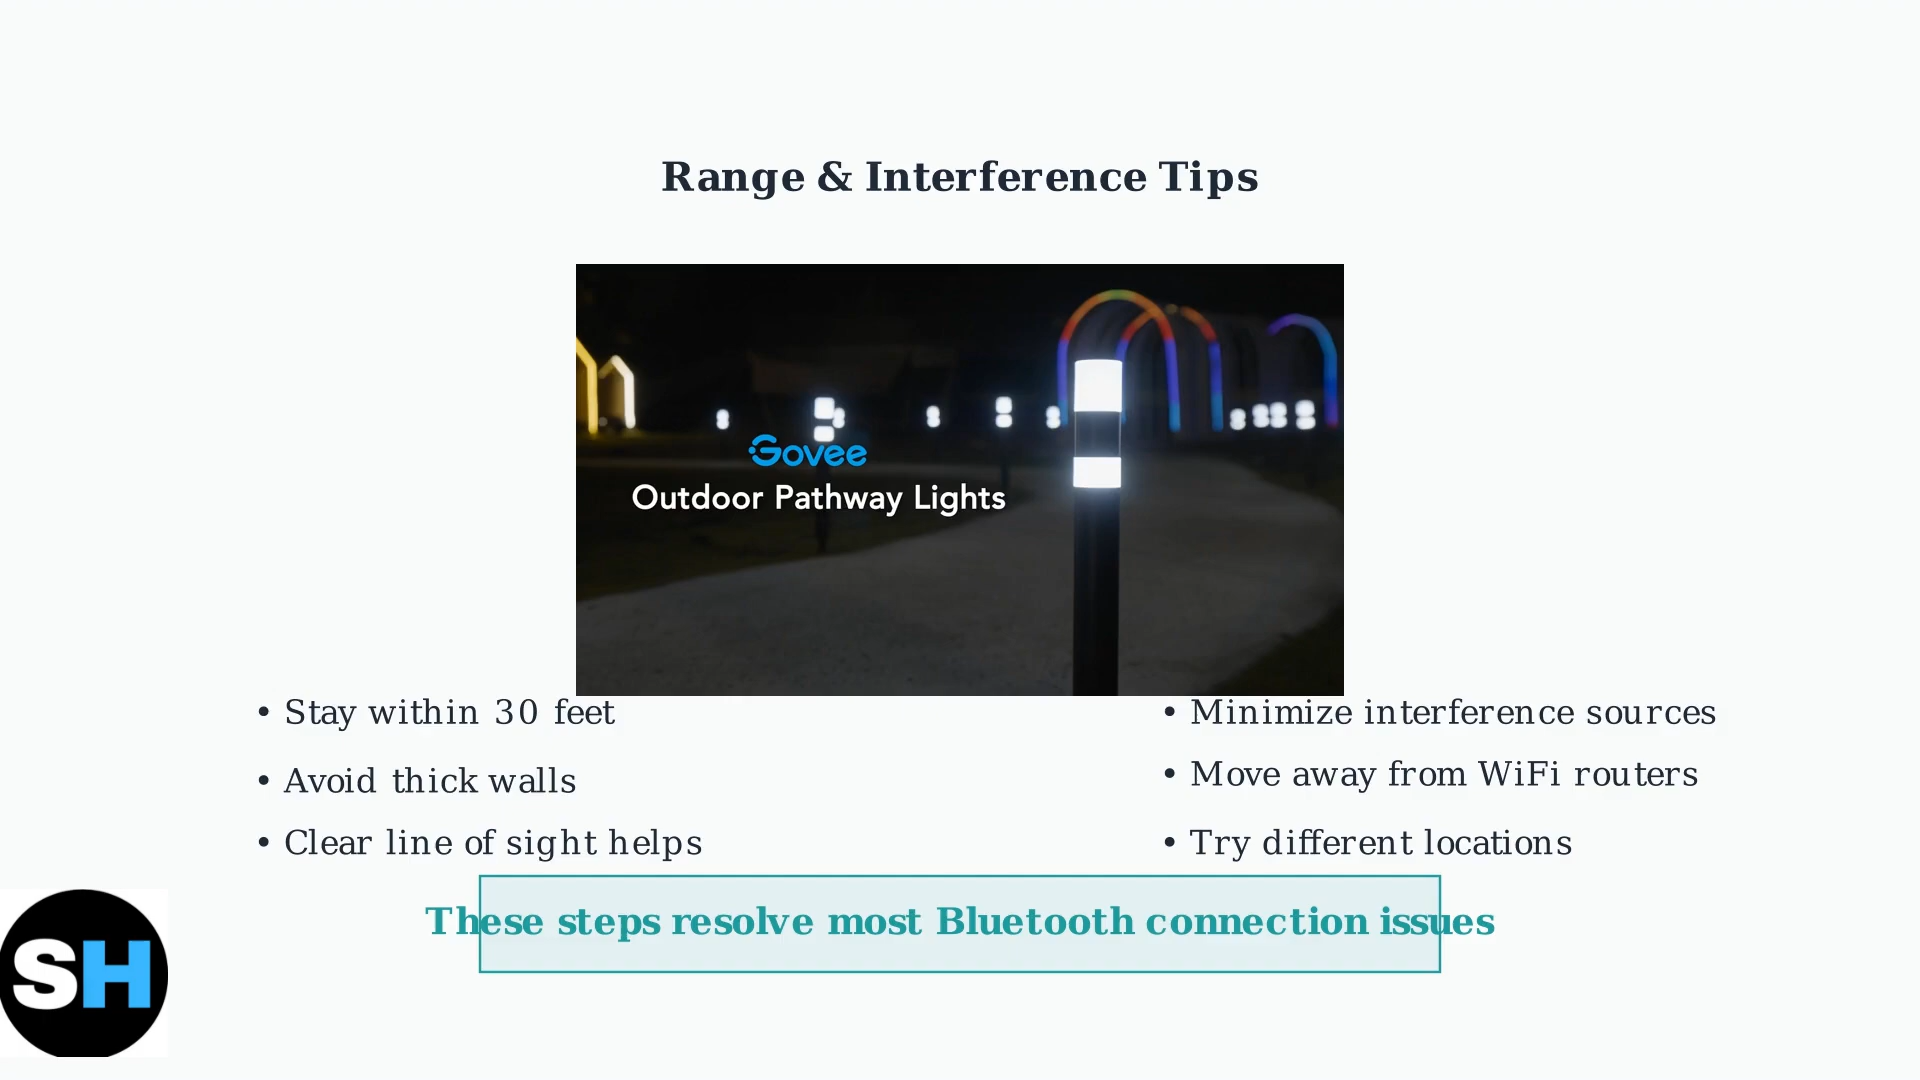 Range & Interference Tips
Govee
Outdoor Pathway Lights
• Stay within 30 feet
• Avoid thick walls
• Clear line of sight helps
• Minimize interference sources
• Move away from WiFi routers
• Try different locations
These steps resolve most Bluetooth connection issues
SH